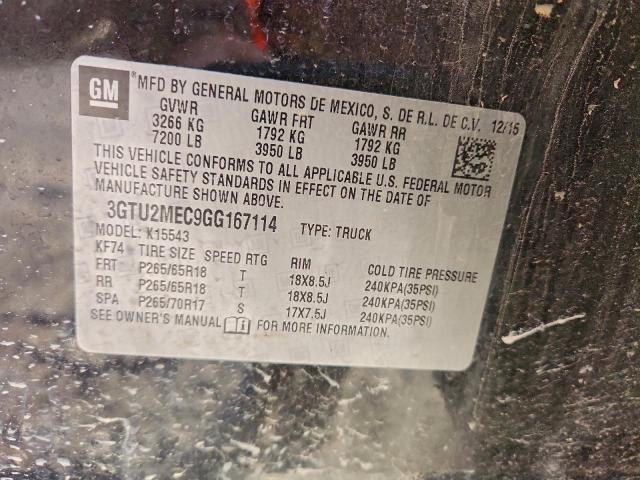 GM ® MFD BY GENERAL MOTORS DE MEXICO, S. DE R.L. DE C.V. 12/15
GVWR GAWR FRT GAWR RR
3266 KG 1792 KG 1792 KG
7200 LB 3950 LB 3950 LB
THIS VEHICLE CONFORMS TO ALL APPLICABLE U.S. FEDERAL MOTOR
VEHICLE SAFETY STANDARDS IN EFFECT ON THE DATE OF
MANUFACTURE SHOWN ABOVE.
3GTU2MEC9GG167114 TYPE: TRUCK
MODEL: K15543
KF74 TIRE SIZE SPEED RTG RIM COLD TIRE PRESSURE
FRT P265/65R18 T 18X8.5J 240KPA(35PSI)
RR P265/65R18 T 18X8.5J 240KPA(35PSI)
SPA P265/70R17 S 17X7.5J 240KPA(35PSI)
SEE OWNER'S MANUAL FOR MORE INFORMATION.